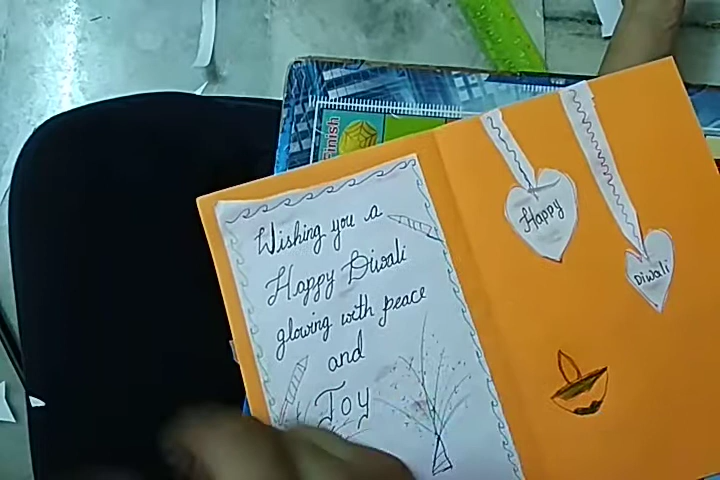 Finish
Wishing you a
Happy Diwali
glowing with peace
and
Joy
Happy
Diwali